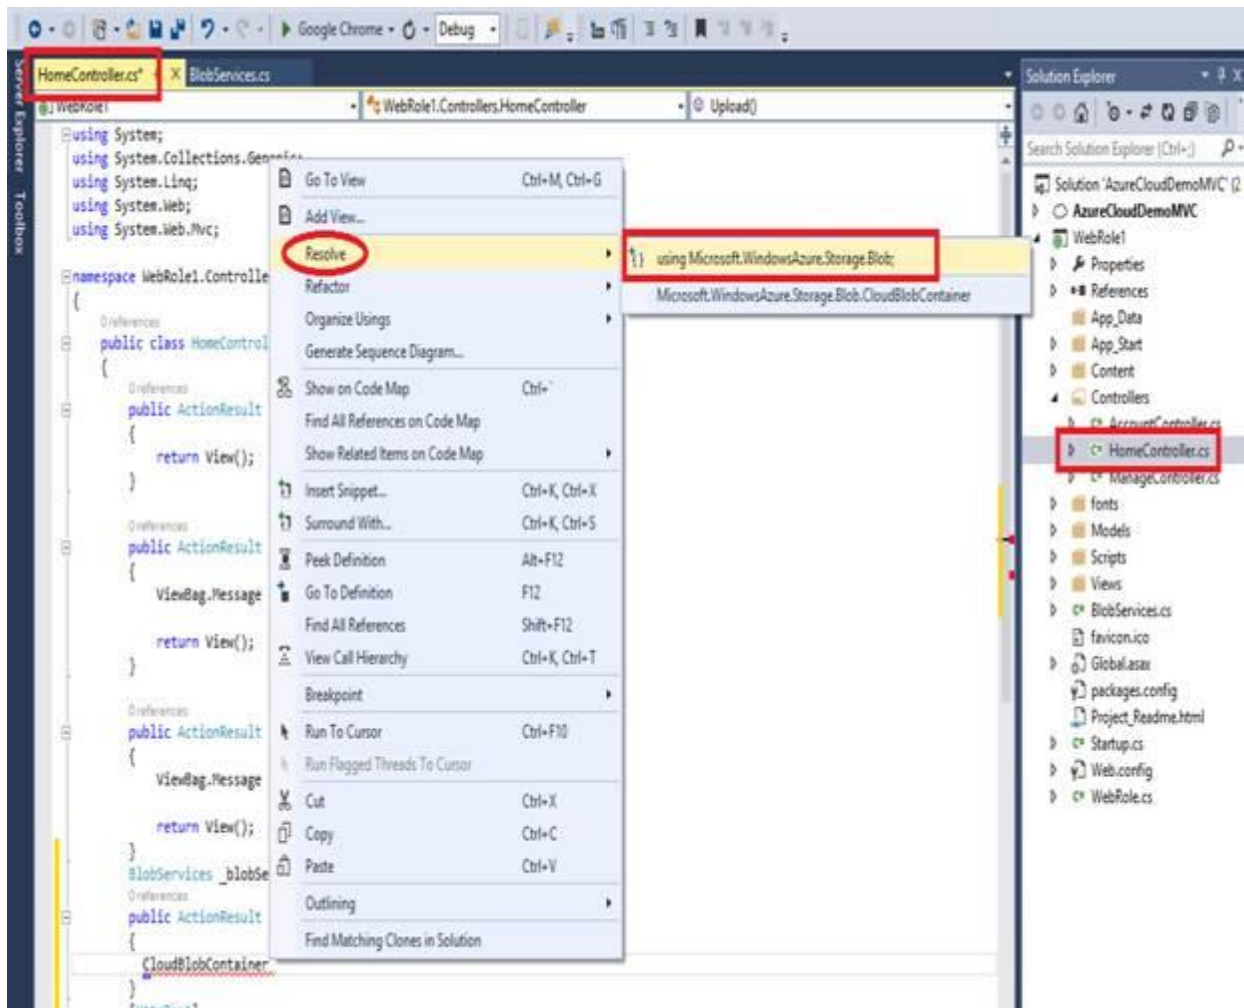 Google Chrome
Debug
Server Explorer
Toolbox
HomeController.cs*
BlobServices.cs
WebRole1
WebRole1.Controllers.HomeController
Upload()
using System;
using System.Collections.Generic;
using System.Linq;
using System.Web;
using System.Web.Mvc;
namespace WebRole1.Controlle
{
0 references
public class HomeControl
{
0 references
public ActionResult
{
return View();
}
0 references
public ActionResult
{
ViewBag.Message
return View();
}
0 references
public ActionResult
{
ViewBag.Message
return View();
}
BlobServices _blobSe
0 references
public ActionResult
{
CloudBlobContainer
}
Go To View Ctrl+M, Ctrl+G
Add View...
Resolve
Refactor
Organize Usings
Generate Sequence Diagram...
Show on Code Map Ctrl+`
Find All References on Code Map
Show Related Items on Code Map
Insert Snippet... Ctrl+K, Ctrl+X
Surround With... Ctrl+K, Ctrl+S
Peek Definition Alt+F12
Go To Definition F12
Find All References Shift+F12
View Call Hierarchy Ctrl+K, Ctrl+T
Breakpoint
Run To Cursor Ctrl+F10
Run Flagged Threads To Cursor
Cut Ctrl+X
Copy Ctrl+C
Paste Ctrl+V
Outlining
Find Matching Clones in Solution
using Microsoft.WindowsAzure.Storage.Blob;
Microsoft.WindowsAzure.Storage.Blob.CloudBlobContainer
Solution Explorer
Search Solution Explorer (Ctrl+;)
Solution 'AzureCloudDemoMVC' (2
AzureCloudDemoMVC
WebRole1
Properties
References
App_Data
App_Start
Content
Controllers
AccountController.cs
HomeController.cs
ManageController.cs
fonts
Models
Scripts
Views
BlobServices.cs
favicon.ico
Global.asax
packages.config
Project_Readme.html
Startup.cs
Web.config
WebRole.cs